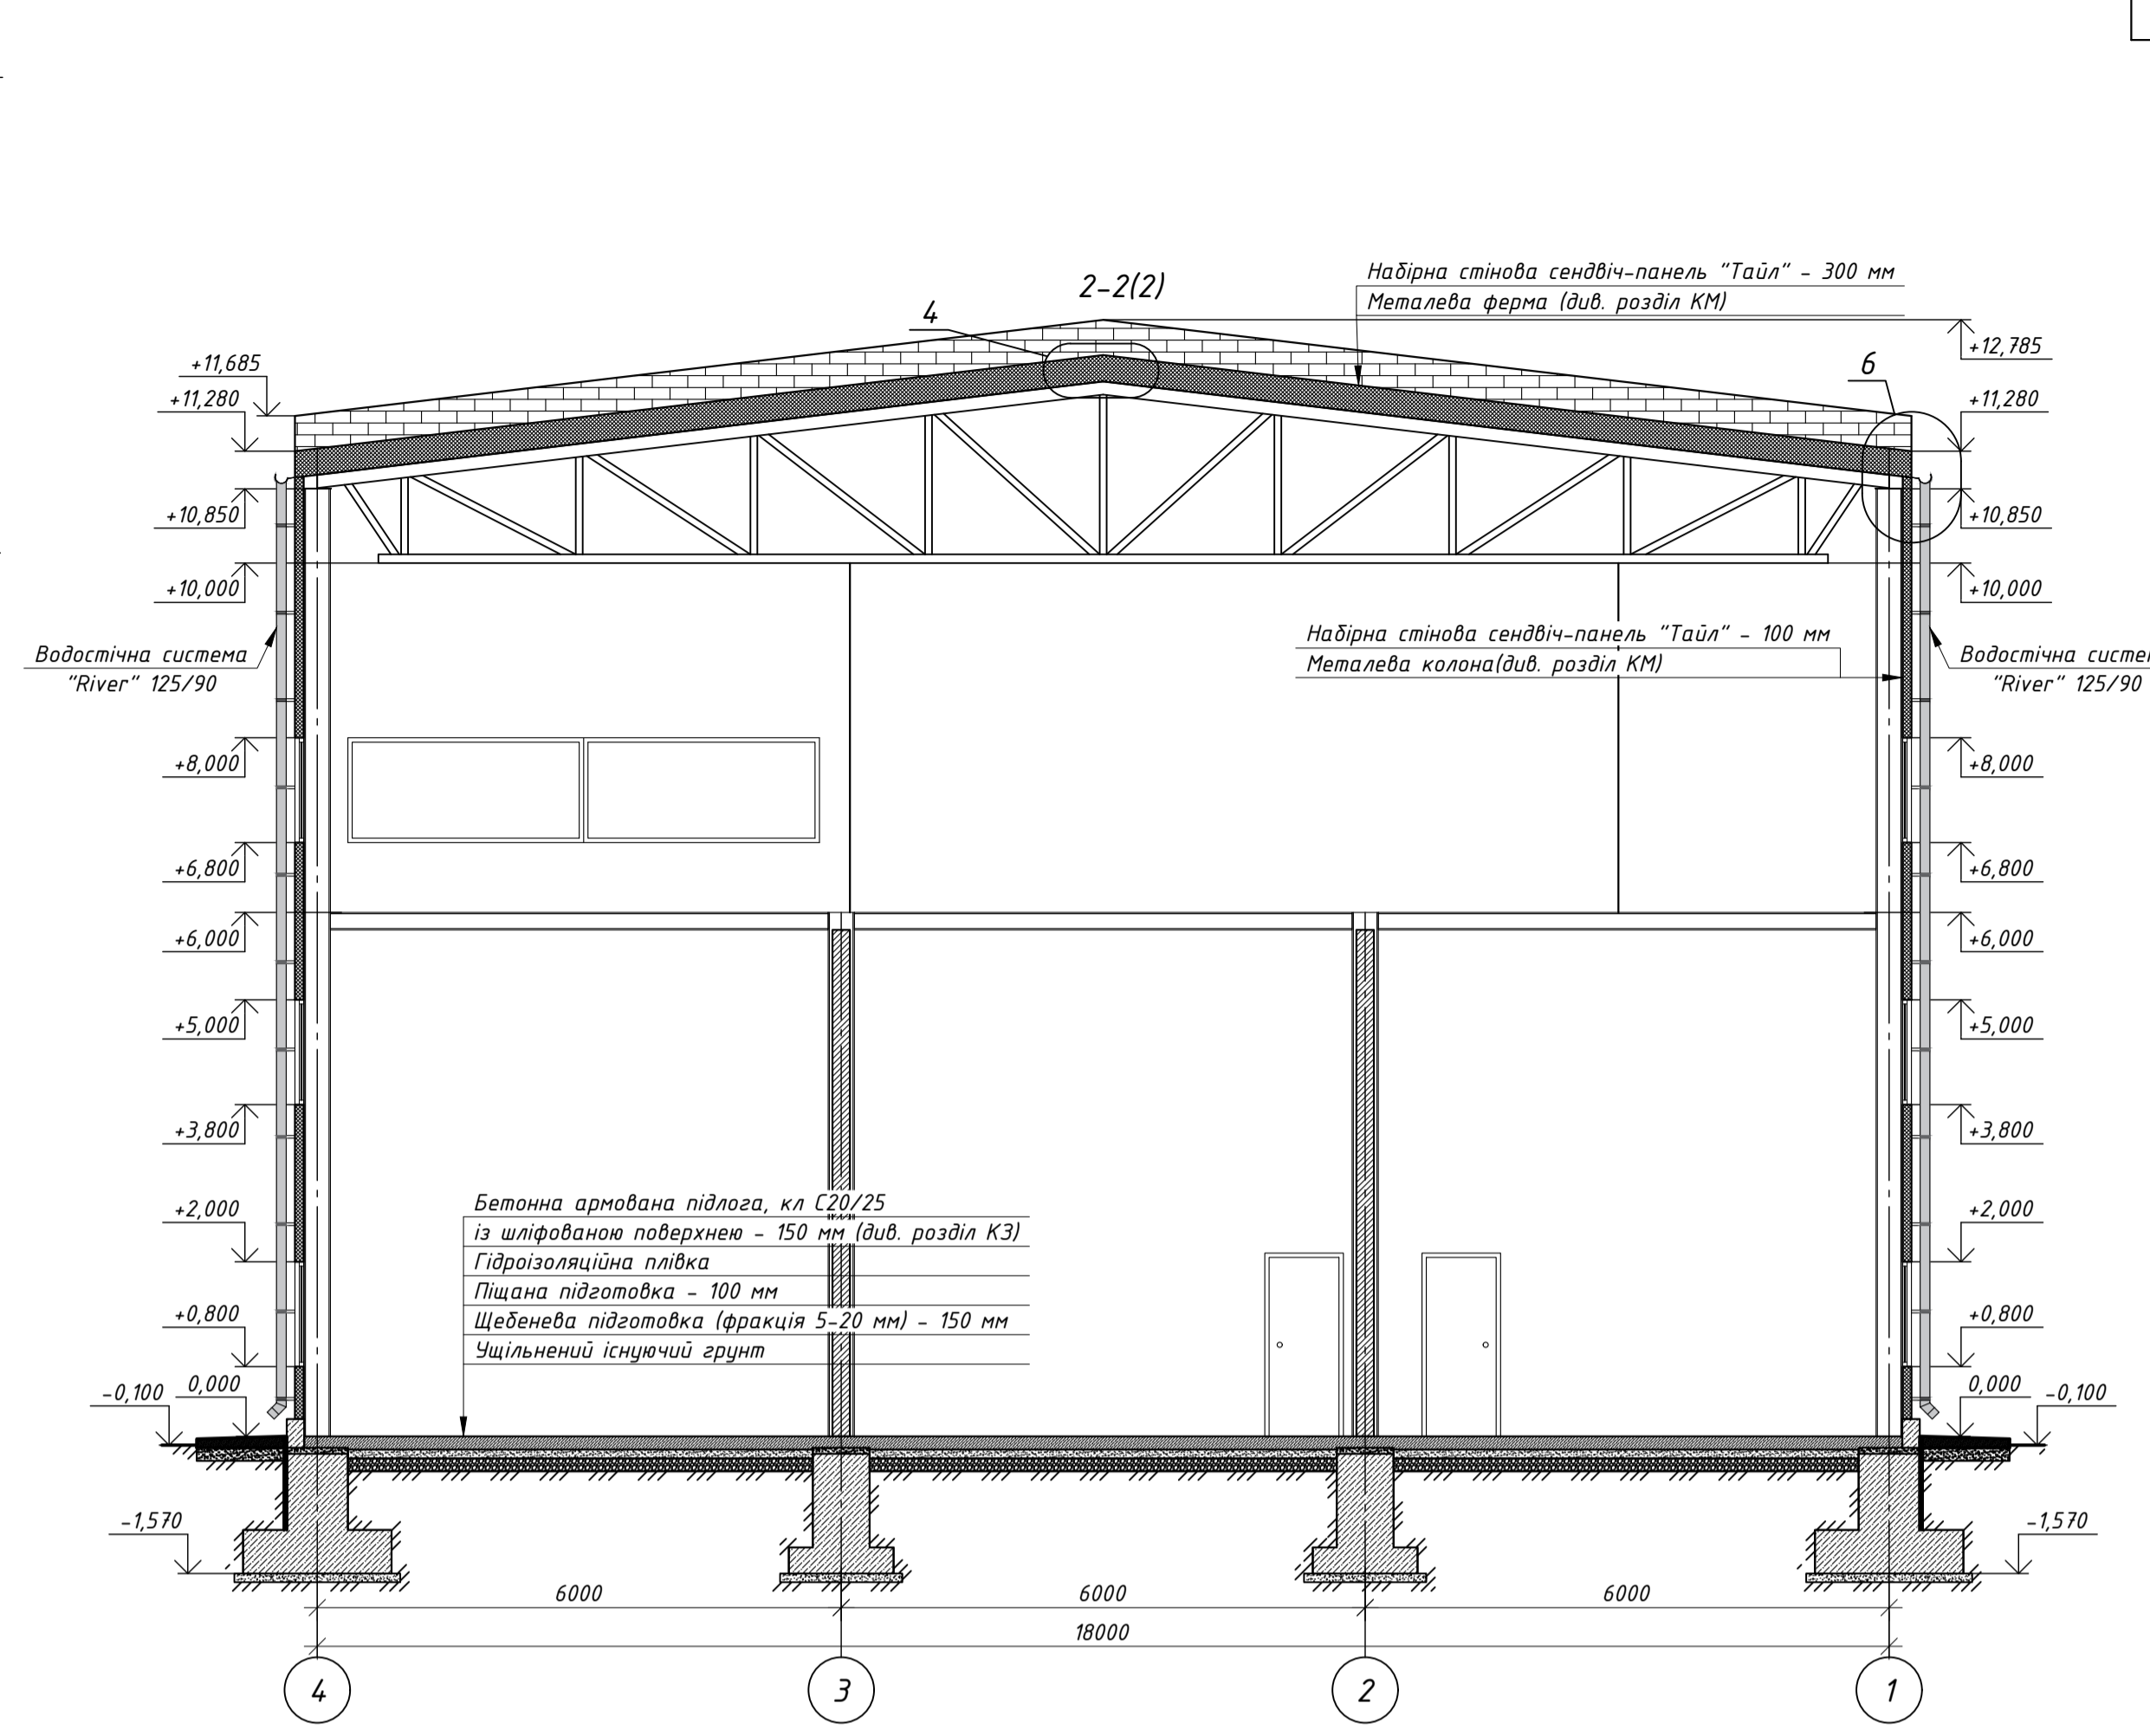 2-2(2)
Набірна стінова сендвіч-панель "Тайл" - 300 мм
Металева ферма (див. розділ КМ)
4
6
+11,685
+11,280
+10,850
+10,000
Водостічна система
"River" 125/90
+8,000
+6,800
+6,000
+5,000
+3,800
+2,000
+0,800
0,000
-0,100
-1,570
+12,785
+11,280
+10,850
+10,000
Набірна стінова сендвіч-панель "Тайл" - 100 мм
Металева колона(див. розділ КМ)
Водостічна систе
"River" 125/90
+8,000
+6,800
+6,000
+5,000
+3,800
+2,000
+0,800
0,000
-0,100
-1,570
Бетонна армована підлога, кл С20/25
із шліфованою поверхнею - 150 мм (див. розділ КЗ)
Гідроізоляційна плівка
Піщана підготовка - 100 мм
Щебенева підготовка (фракція 5-20 мм) - 150 мм
Ущільнений існуючий грунт
6000
6000
6000
18000
4
3
2
1